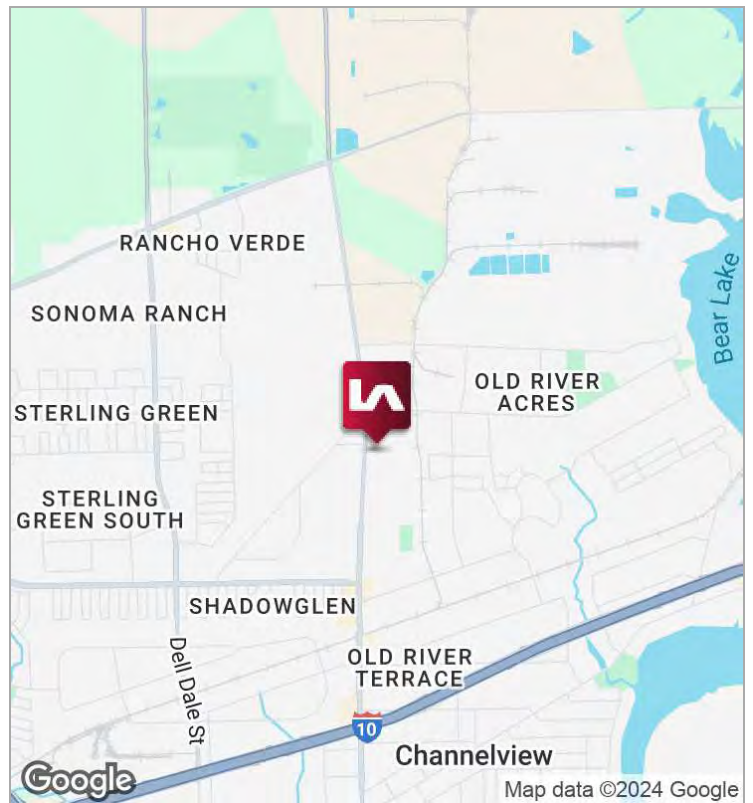 RANCHO VERDE
SONOMA RANCH
Bear Lake
OLD RIVER
ACRES
STERLING GREEN
STERLING
GREEN SOUTH
SHADOWGLEN
Dell Dale St
OLD RIVER
TERRACE
10
Channelview
Google
Map data ©2024 Google